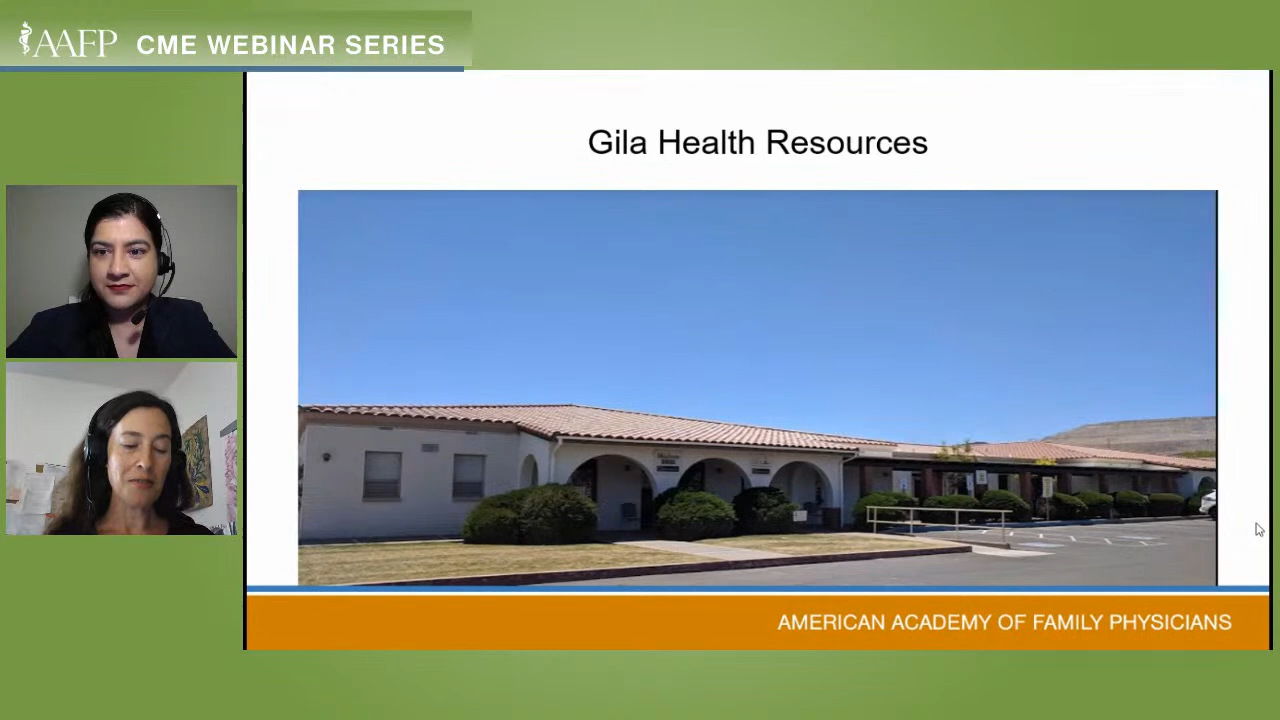 AAFP CME WEBINAR SERIES
Gila Health Resources
AMERICAN ACADEMY OF FAMILY PHYSICIANS